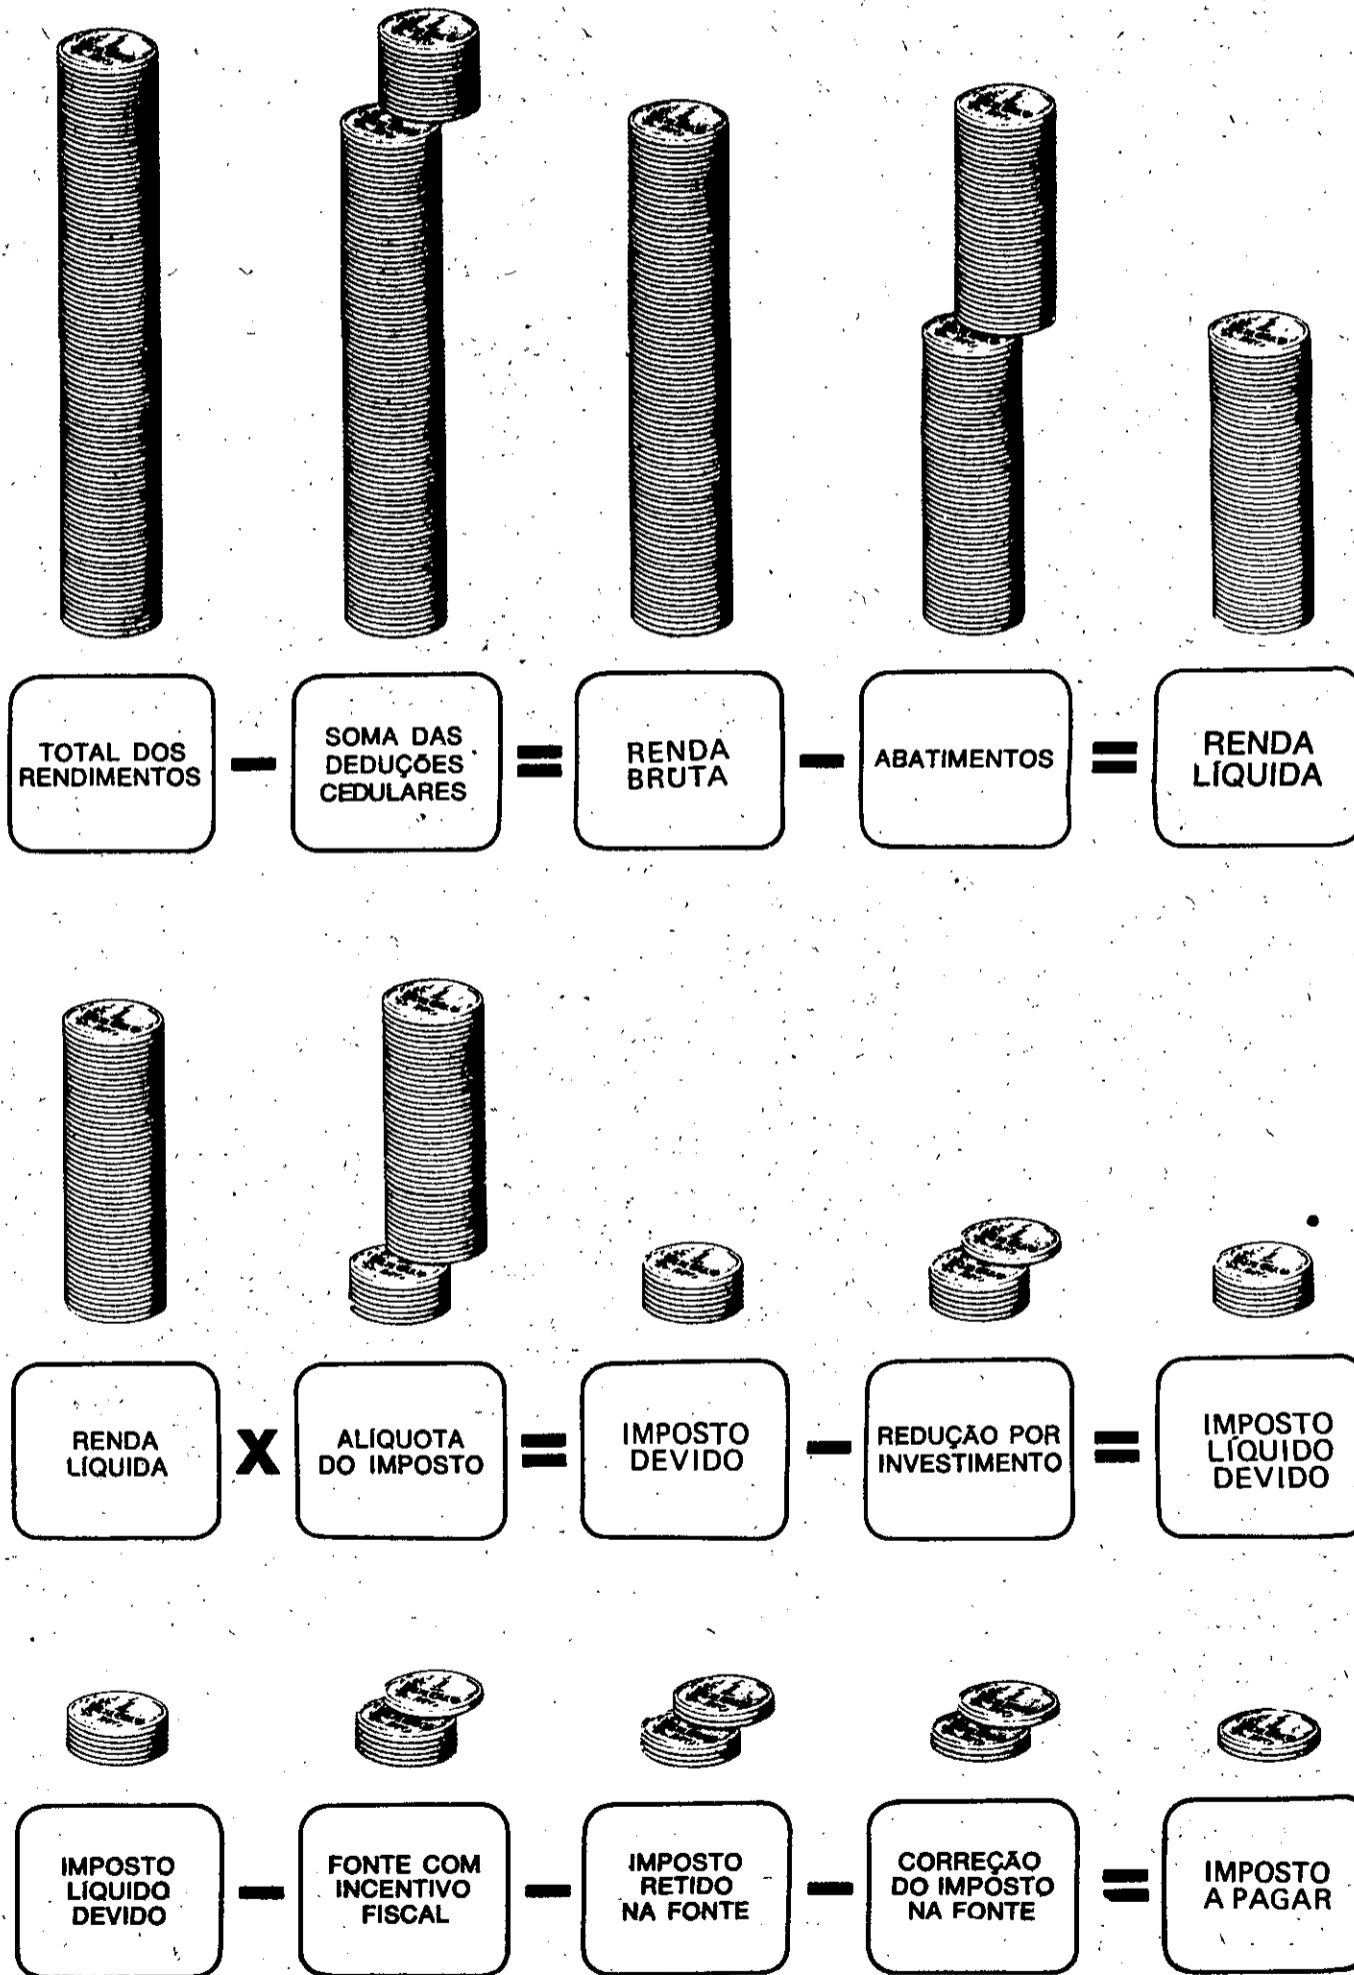 TOTAL DOS
RENDIMENTOS
–
SOMA DAS
DEDUÇÕES
CEDULARES
=
RENDA
BRUTA
–
ABATIMENTOS
=
RENDA
LÍQUIDA
RENDA
LÍQUIDA
X
ALÍQUOTA
DO IMPOSTO
=
IMPOSTO
DEVIDO
–
REDUÇÃO POR
INVESTIMENTO
=
IMPOSTO
LÍQUIDO
DEVIDO
IMPOSTO
LÍQUIDO
DEVIDO
–
FONTE COM
INCENTIVO
FISCAL
–
IMPOSTO
RETIDO
NA FONTE
–
CORREÇÃO
DO IMPOSTO
NA FONTE
=
IMPOSTO
A PAGAR